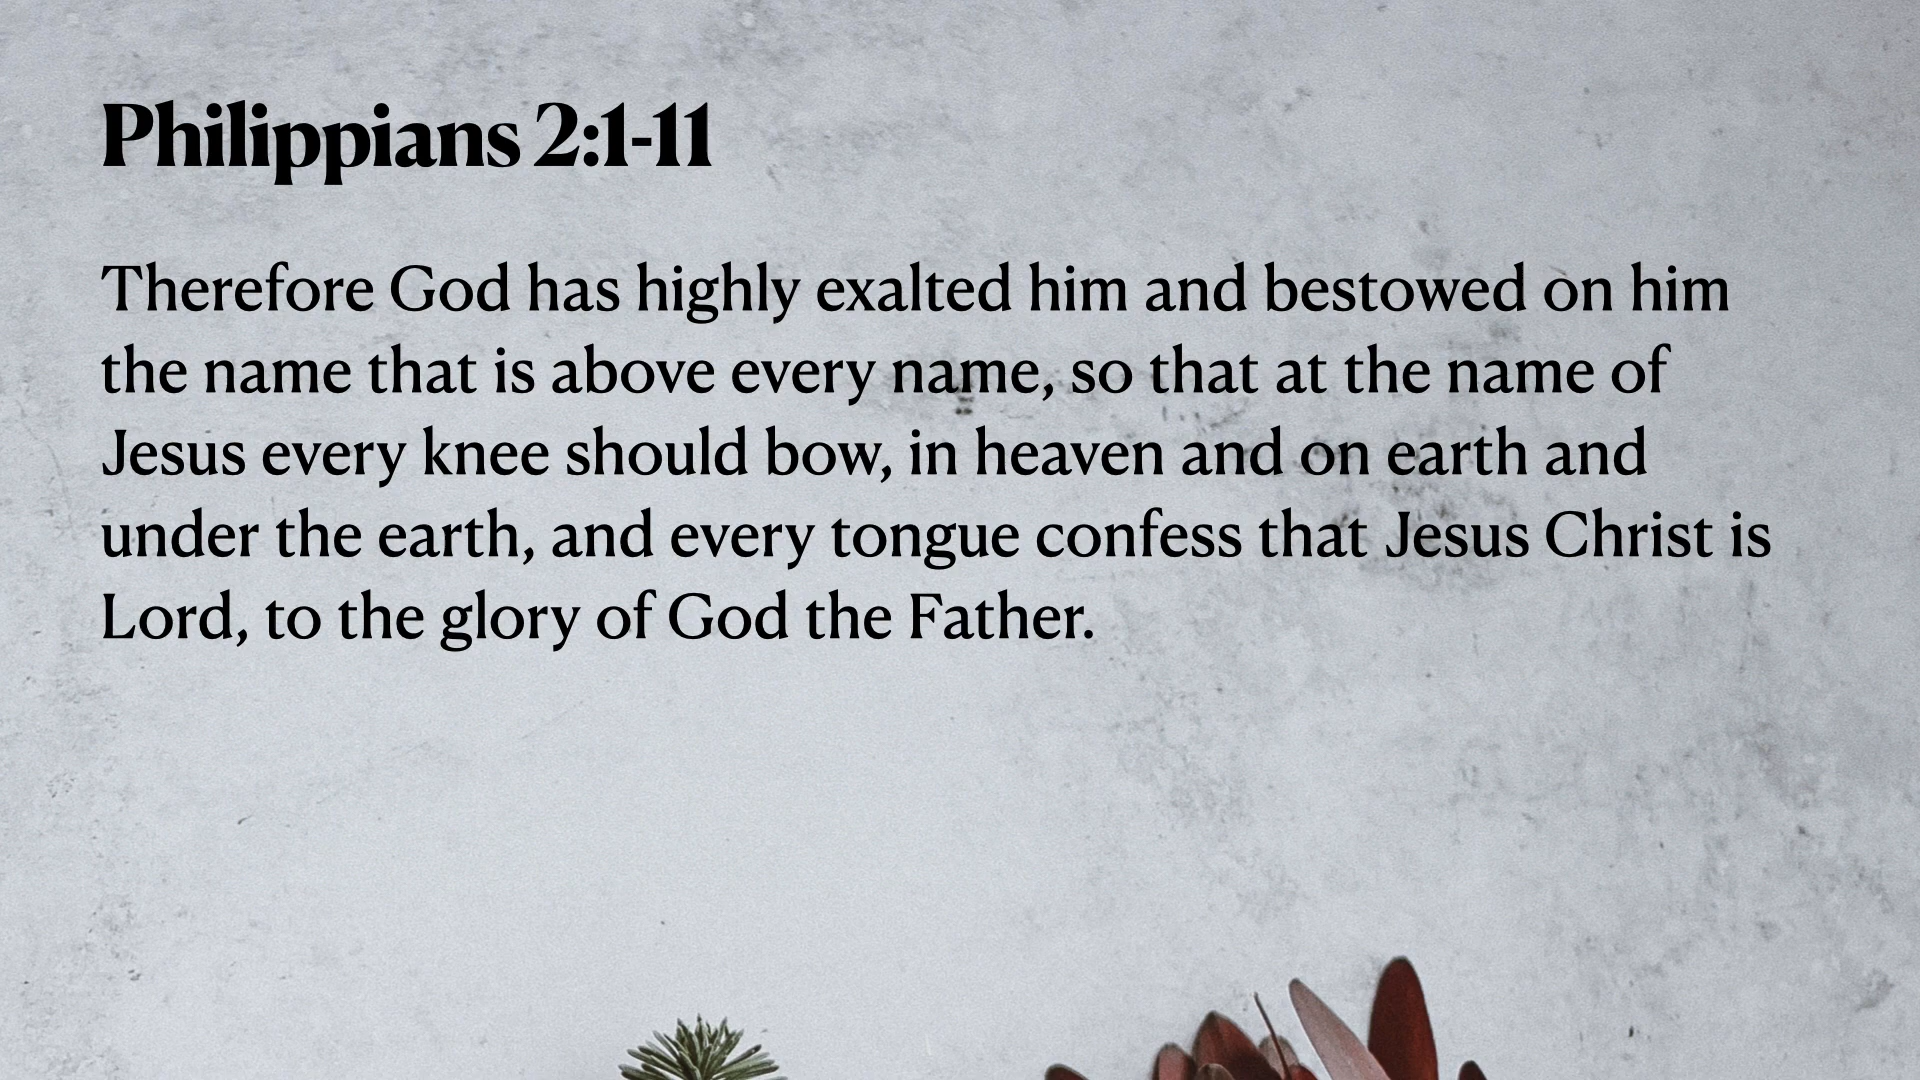 Philippians 2:1-11
Therefore God has highly exalted him and bestowed on him
the name that is above every name, so that at the name of
Jesus every knee should bow, in heaven and on earth and
under the earth, and every tongue confess that Jesus Christ is
Lord, to the glory of God the Father.